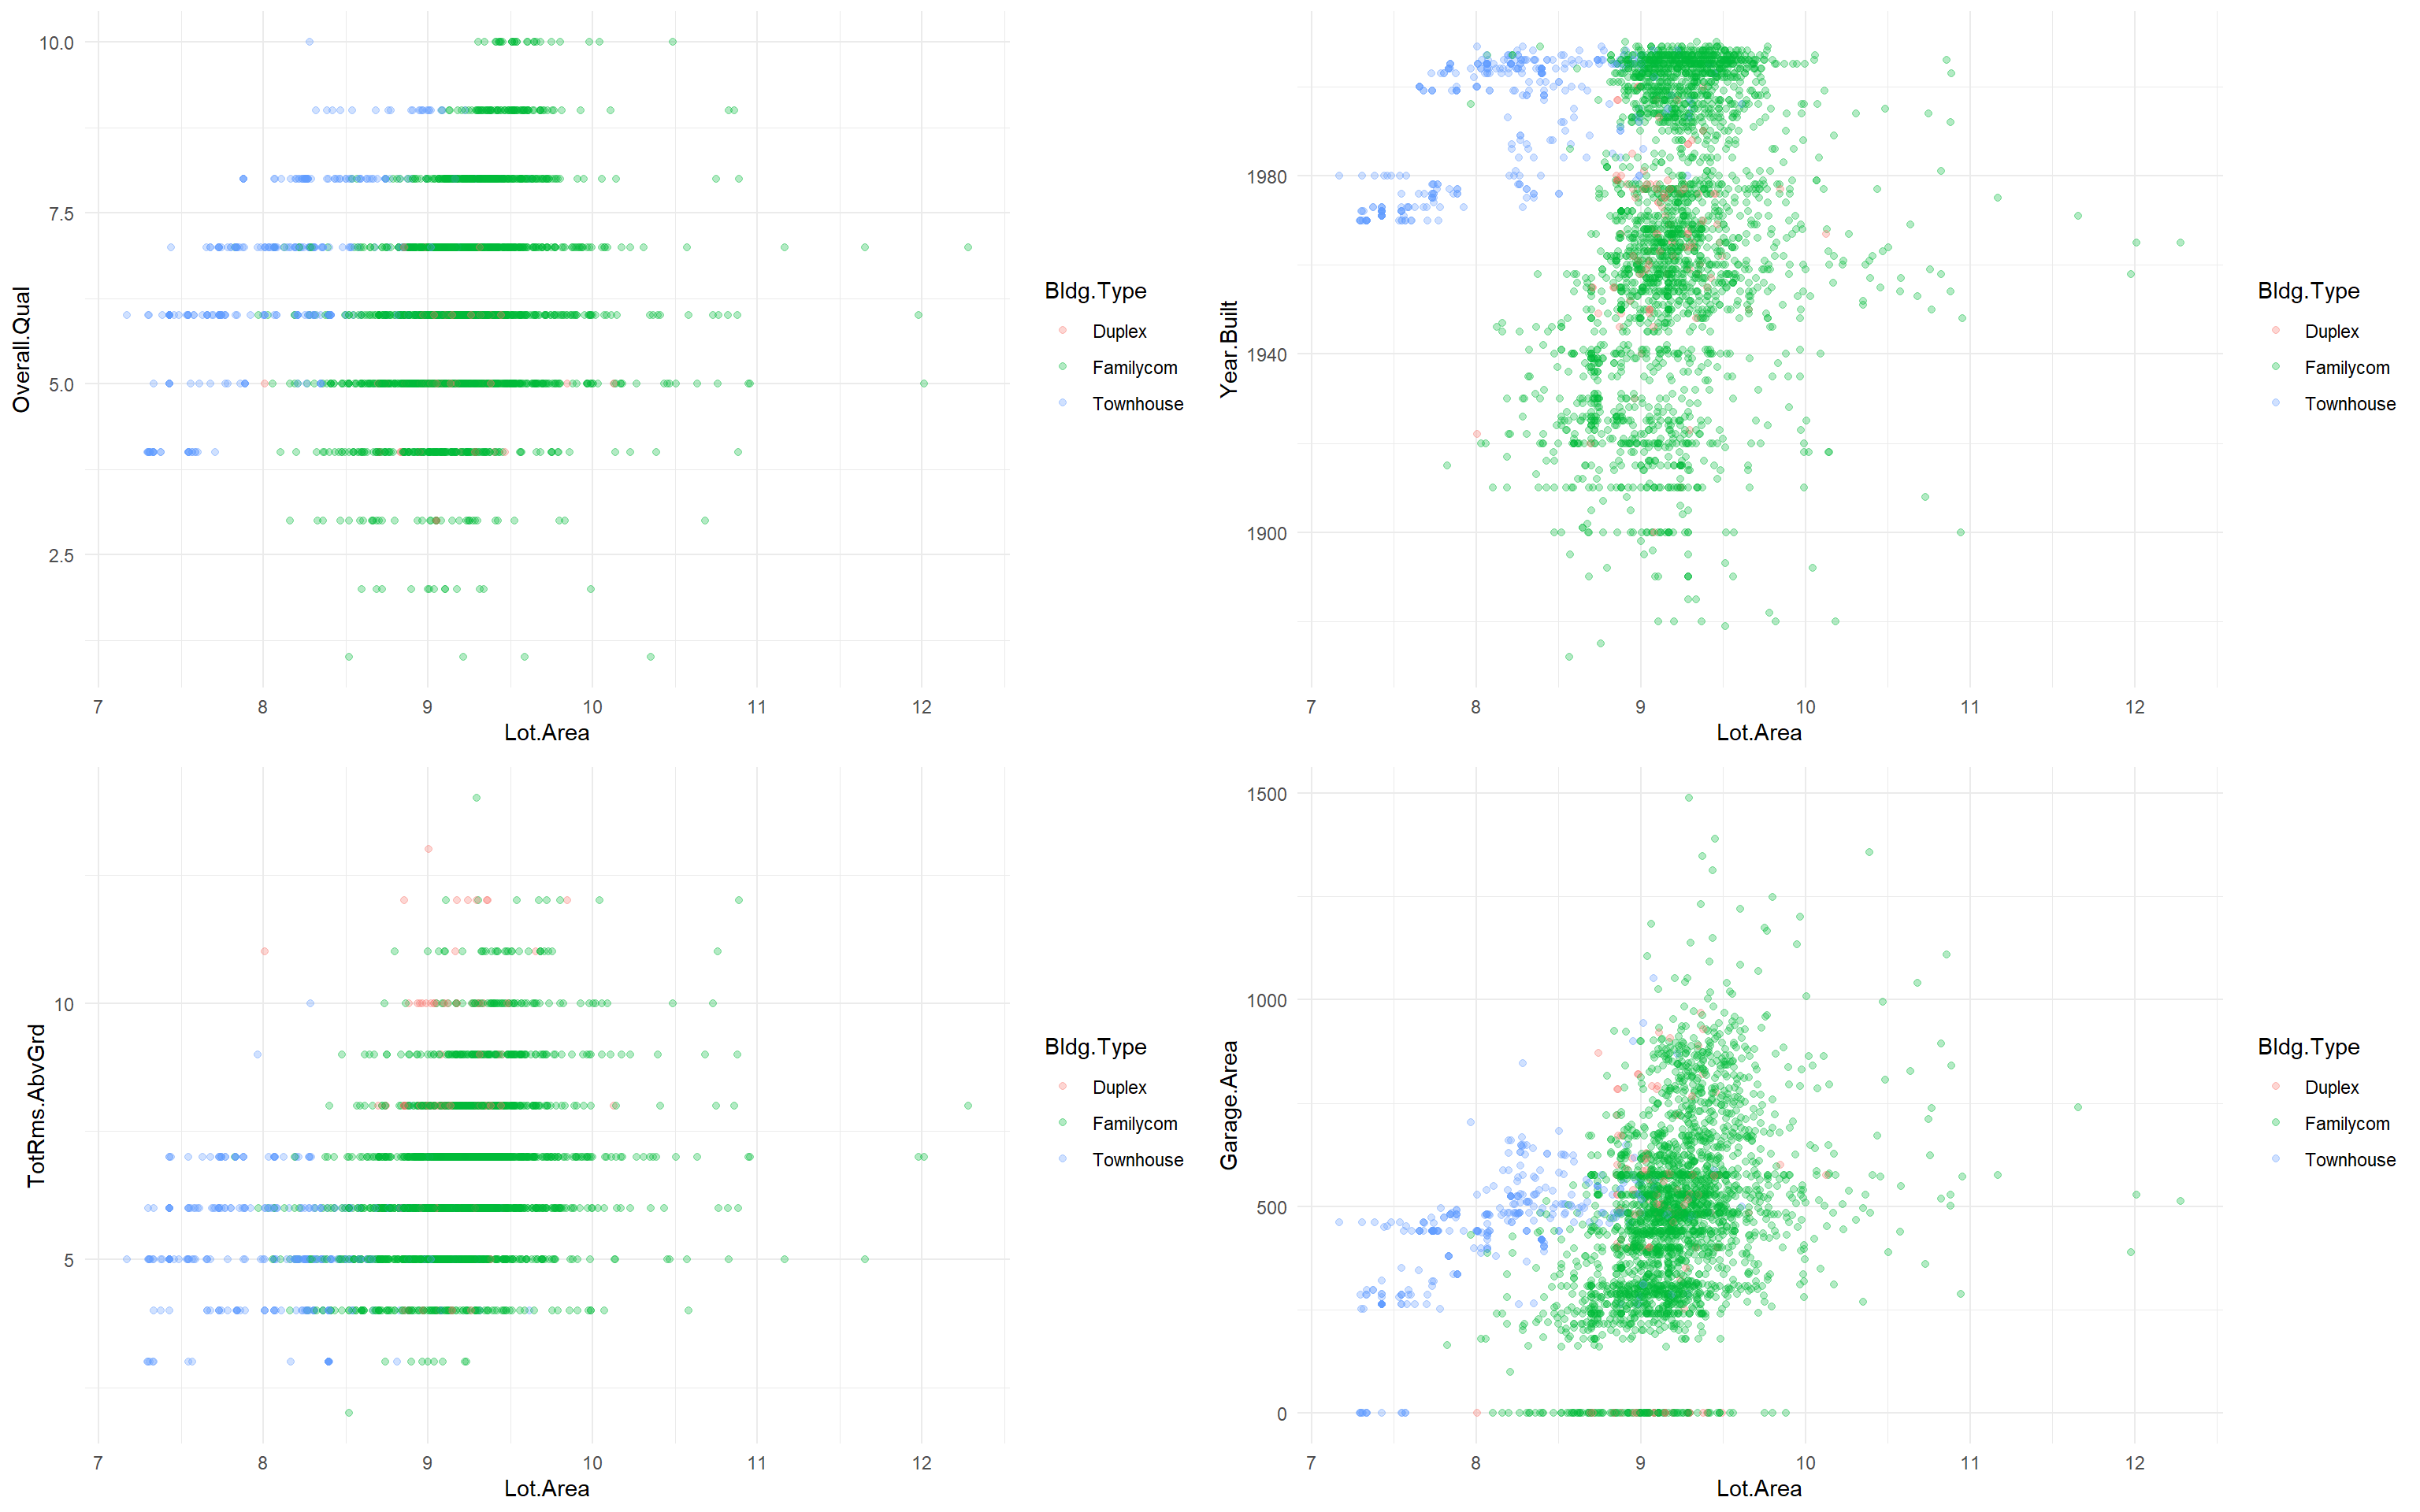 Overall.Qual
10.0
7.5
5.0
2.5
7 8 9 10 11 12
Lot.Area
Bldg.Type
Duplex
Familycom
Townhouse
Year.Built
1980
1940
1900
7 8 9 10 11 12
Lot.Area
Bldg.Type
Duplex
Familycom
Townhouse
TotRms.AbvGrd
10
5
7 8 9 10 11 12
Lot.Area
Bldg.Type
Duplex
Familycom
Townhouse
Garage.Area
1500
1000
500
0
7 8 9 10 11 12
Lot.Area
Bldg.Type
Duplex
Familycom
Townhouse